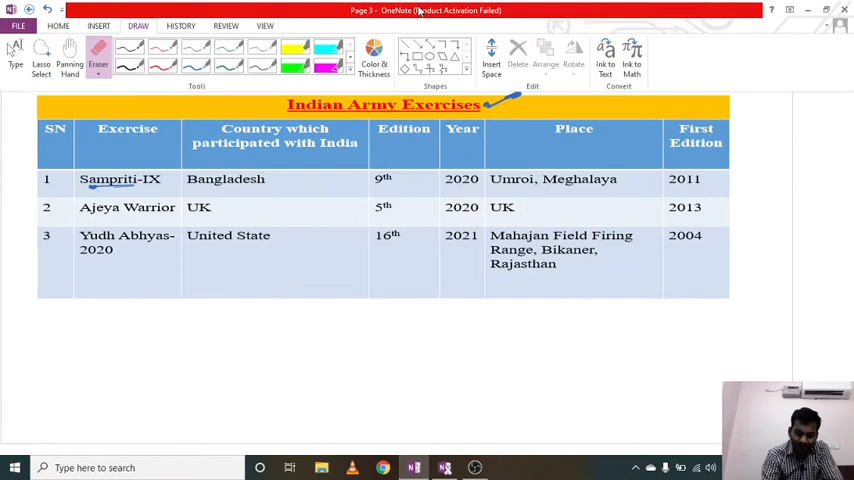 Page 3 - OneNote (Product Activation Failed)
FILE HOME INSERT DRAW HISTORY REVIEW VIEW
Type Lasso Select Panning Hand Eraser Color & Thickness Insert Space Delete Arrange Rotate Ink to Text Ink to Math
Tools Shapes Edit Convert
Indian Army Exercises
SN Exercise Country which participated with India Edition Year Place First Edition
1 Sampriti-IX Bangladesh 9th 2020 Umroi, Meghalaya 2011
2 Ajeya Warrior UK 5th 2020 UK 2013
3 Yudh Abhyas-2020 United State 16th 2021 Mahajan Field Firing Range, Bikaner, Rajasthan 2004
Type here to search